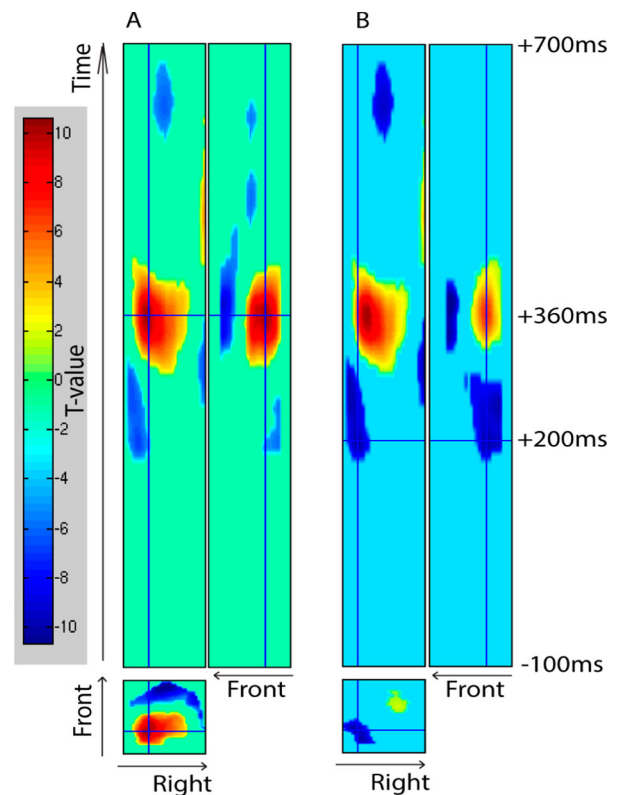 A
B
Time
T-value
10
8
6
4
2
0
-2
-4
-6
-8
-10
+700ms
+360ms
+200ms
-100ms
Front
Front
Front
Right
Right